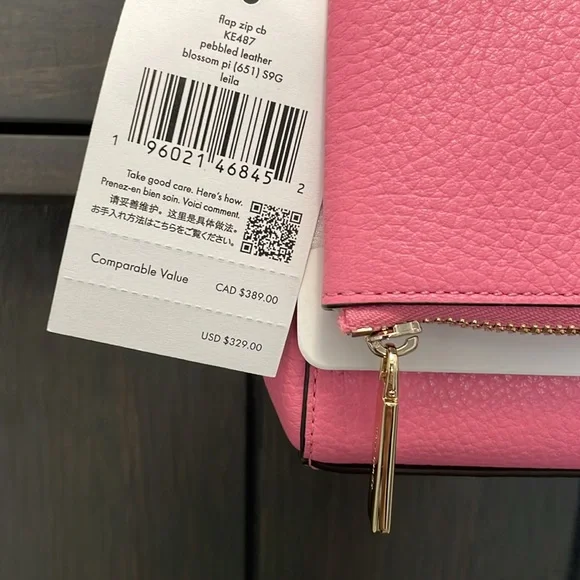 flap zip cb
KE487
pebbled leather
blossom pi (651) S9G
leila
1 96021 46845 2
Take good care. Here's how.
Prenez-en bien soin. Voici comment.
请妥善维护。这里是具体做法。
お手入れ方法はこちらをご覧ください。
Comparable Value CAD $389.00
USD $329.00